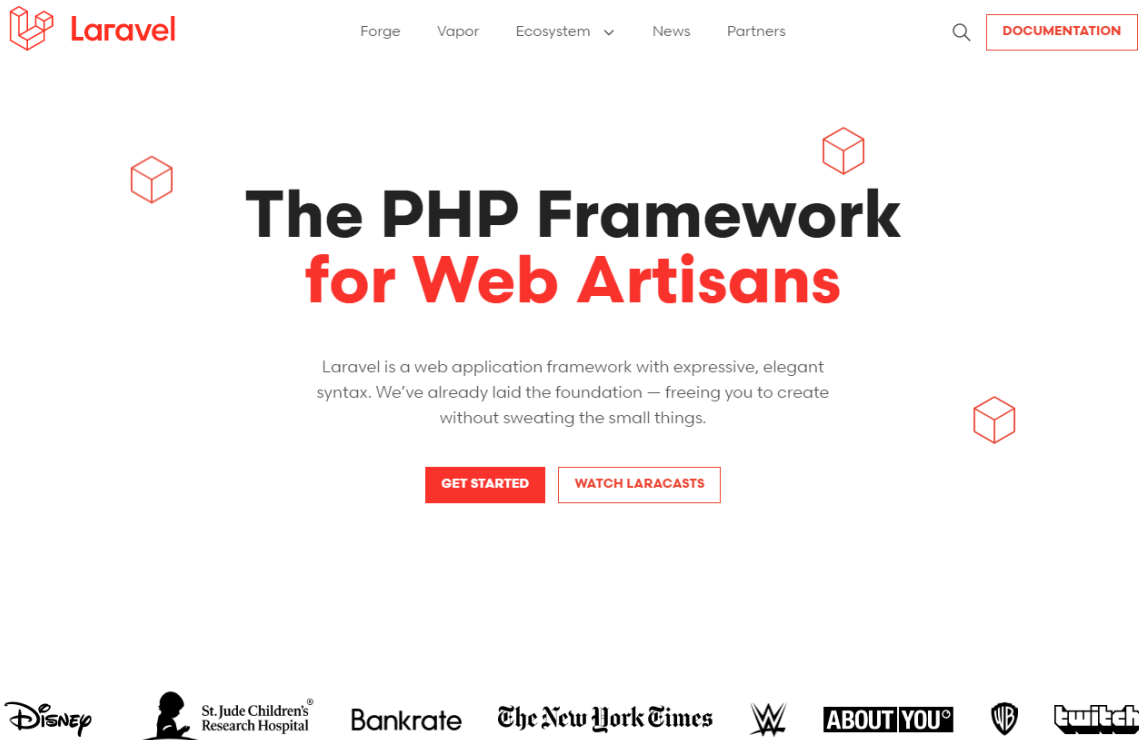 Laravel
Forge Vapor Ecosystem News Partners
DOCUMENTATION
The PHP Framework
for Web Artisans
Laravel is a web application framework with expressive, elegant
syntax. We’ve already laid the foundation — freeing you to create
without sweating the small things.
GET STARTED WATCH LARACASTS
Disney
St. Jude Children's®
Research Hospital
Bankrate
The New York Times
W
ABOUT YOU°
WB
twitch